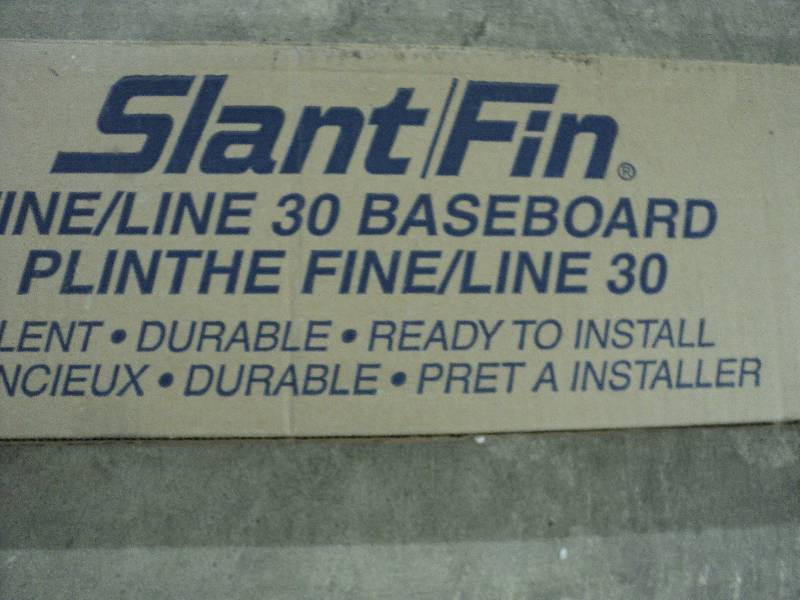 Slant/Fin®
INE/LINE 30 BASEBOARD
PLINTHE FINE/LINE 30
LENT • DURABLE • READY TO INSTALL
NCIEUX • DURABLE • PRET A INSTALLER